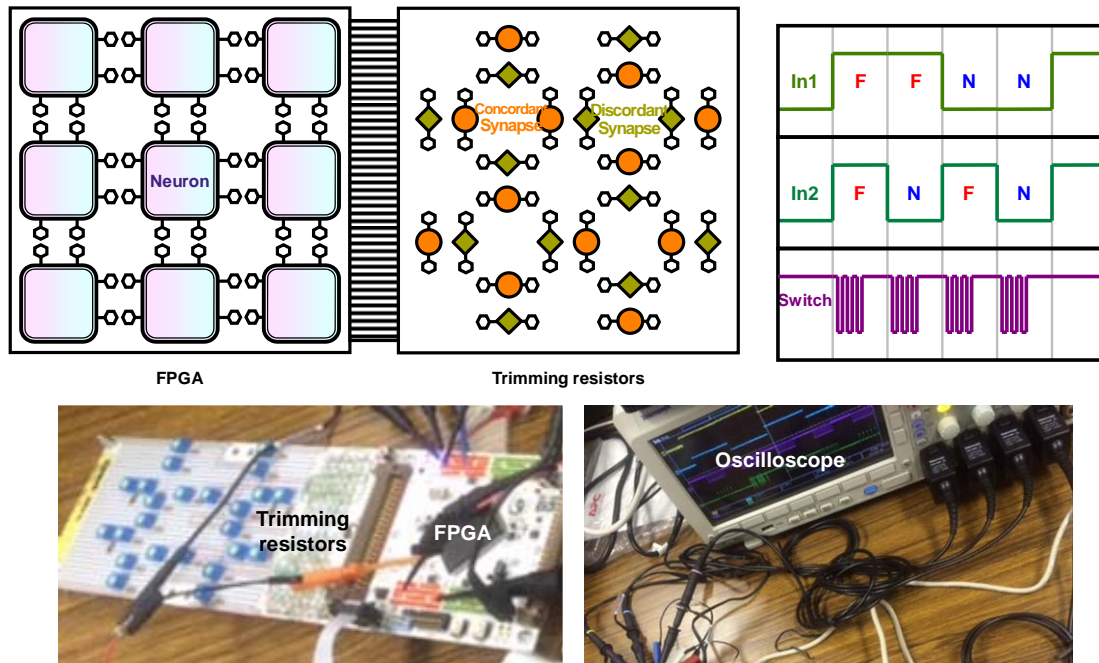 Neuron
Concordant
Synapse
Discordant
Synapse
FPGA
Trimming resistors
In1
F
F
N
N
In2
F
N
F
N
Switch
Trimming
resistors
FPGA
Oscilloscope